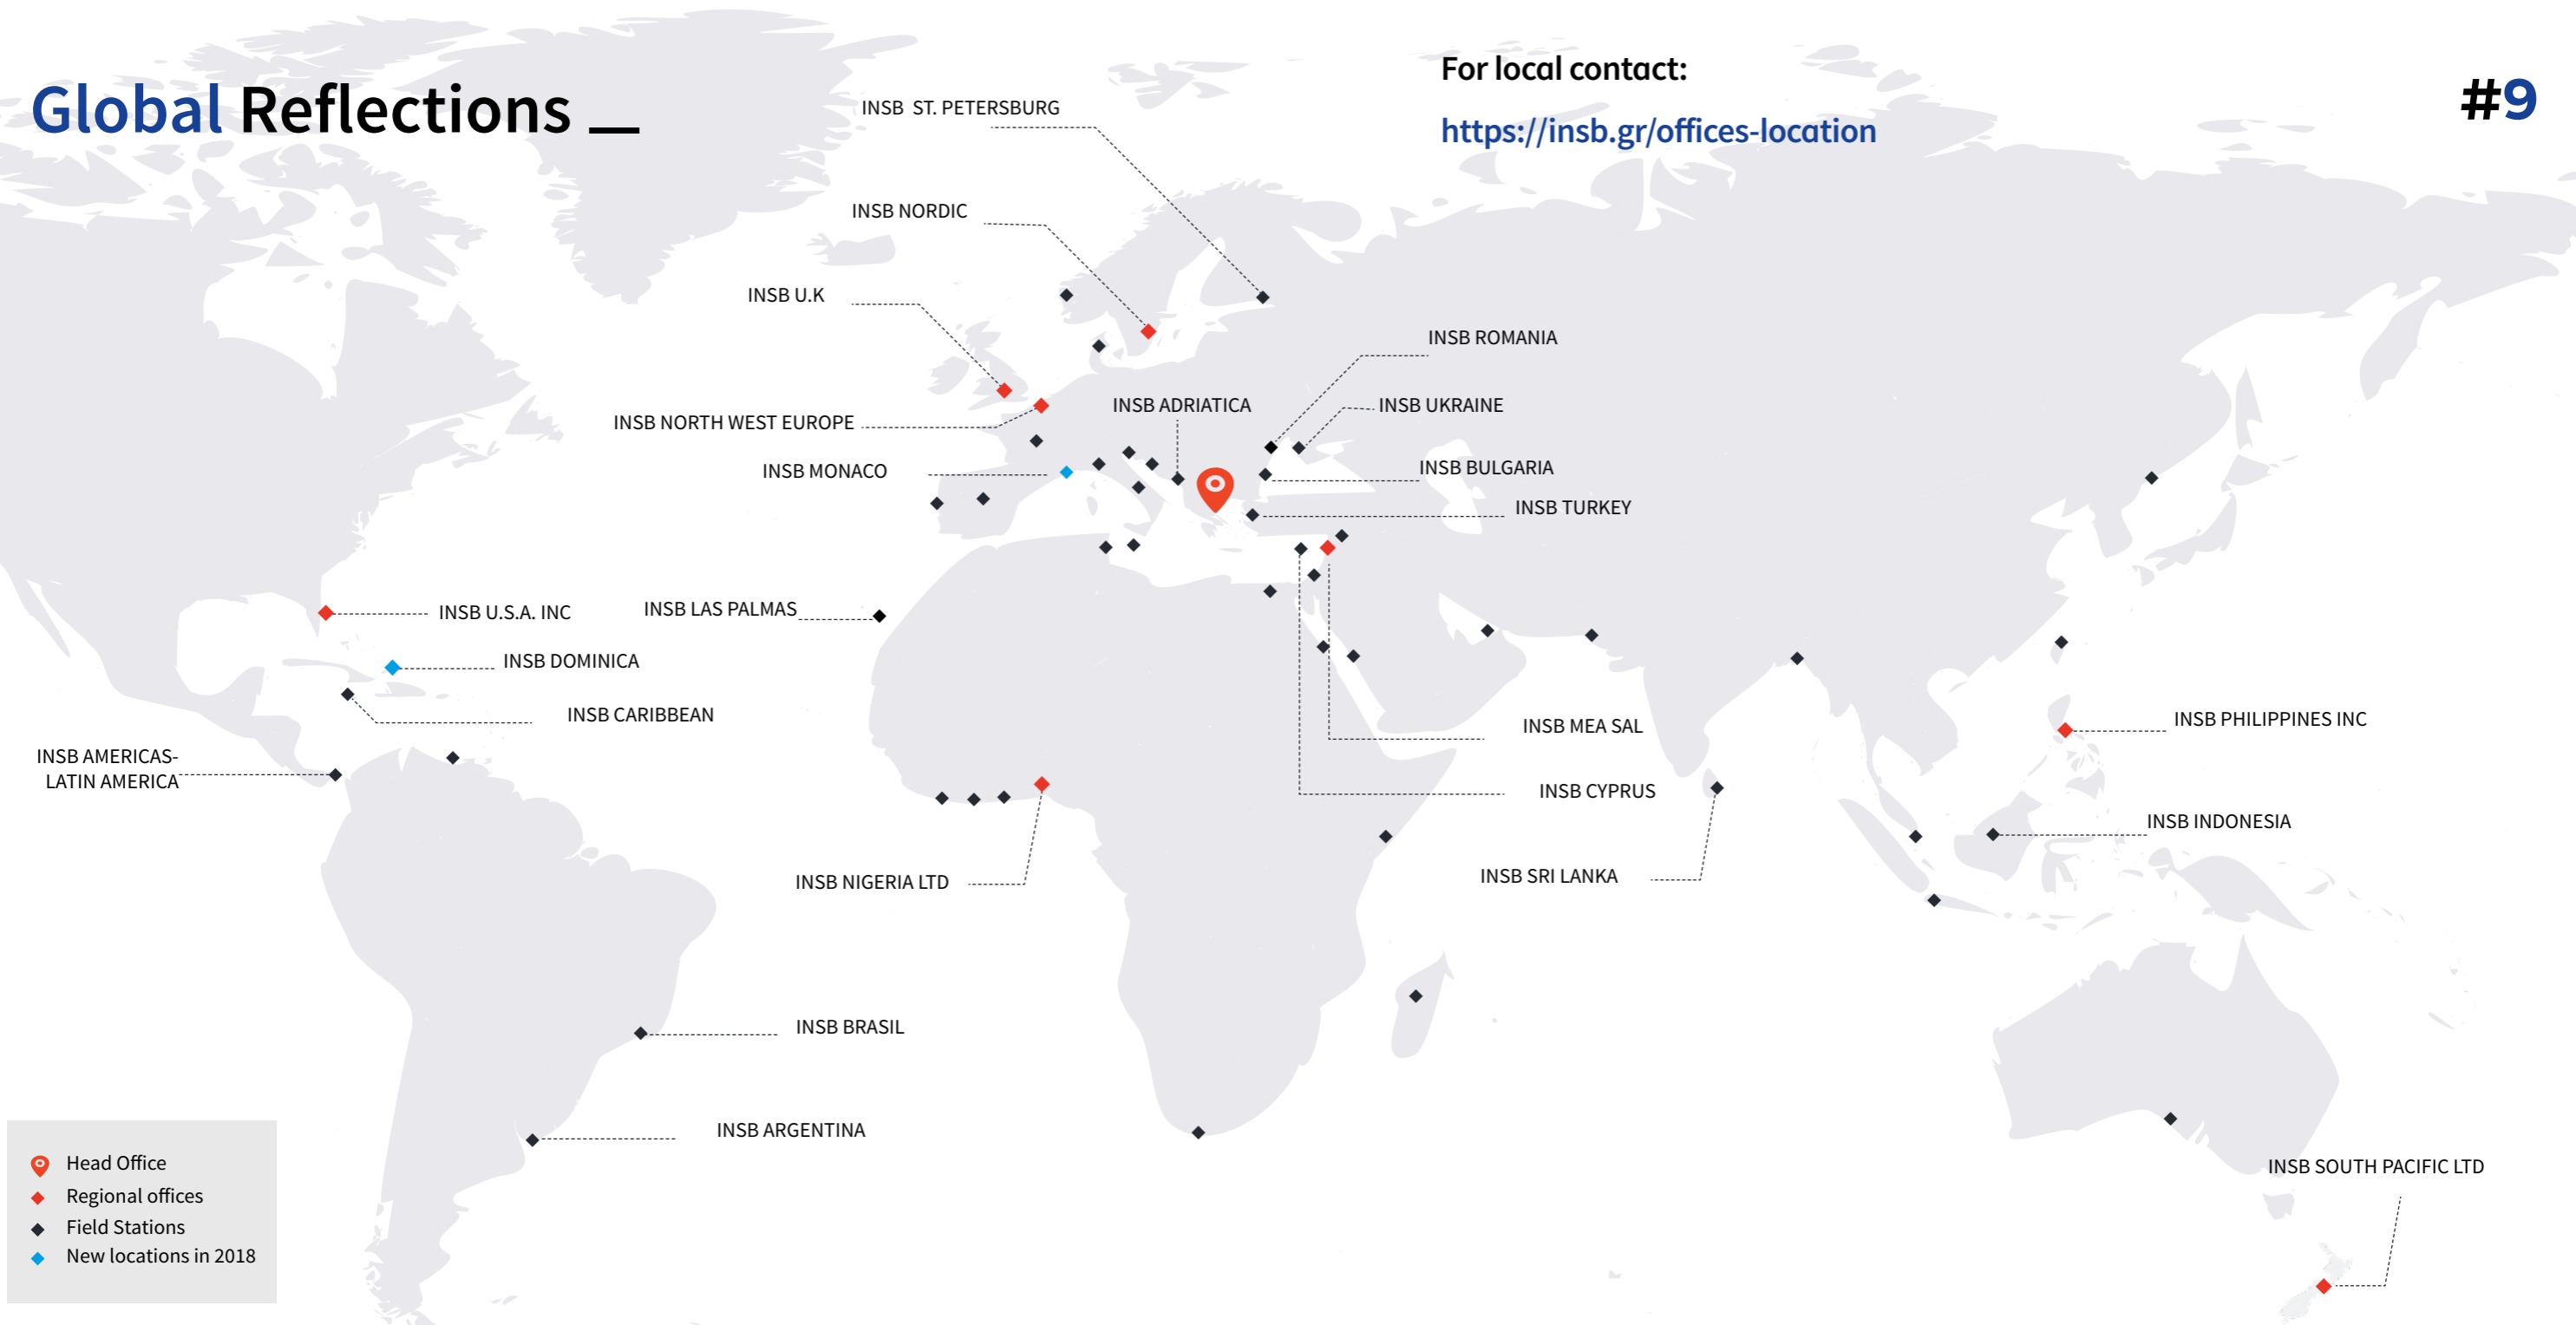 Global Reflections _
For local contact:
https://insb.gr/offices-location
#9
INSB ST. PETERSBURG
INSB NORDIC
INSB U.K
INSB ROMANIA
INSB ADRIATICA
INSB UKRAINE
INSB NORTH WEST EUROPE
INSB MONACO
INSB BULGARIA
INSB TURKEY
INSB U.S.A. INC
INSB LAS PALMAS
INSB DOMINICA
INSB CARIBBEAN
INSB MEA SAL
INSB PHILIPPINES INC
INSB AMERICAS-
LATIN AMERICA
INSB CYPRUS
INSB INDONESIA
INSB NIGERIA LTD
INSB SRI LANKA
INSB BRASIL
INSB ARGENTINA
INSB SOUTH PACIFIC LTD
Head Office
Regional offices
Field Stations
New locations in 2018